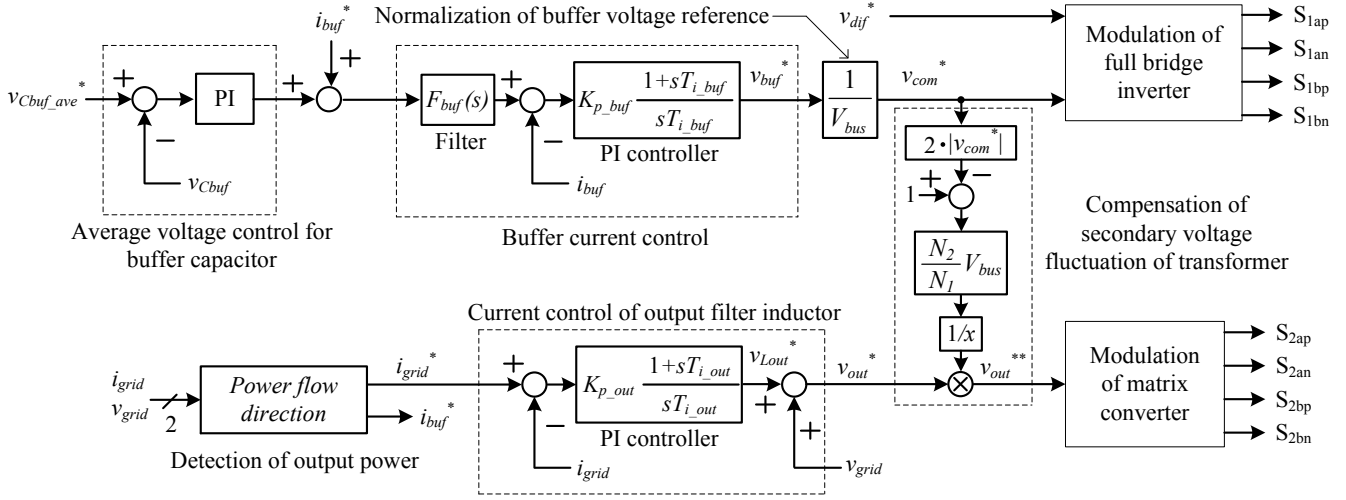 Normalization of buffer voltage reference
i_buf^*
v_dif^*
S_1ap
S_1an
S_1bp
S_1bn
Modulation of
full bridge
inverter
v_Cbuf_ave^*
+
−
PI
+
+
v_Cbuf
Average voltage control for
buffer capacitor
F_buf(s)
Filter
+
−
K_p_buf (1+sT_i_buf)/(sT_i_buf)
PI controller
i_buf
Buffer current control
v_buf^*
1/V_bus
v_com^*
2•|v_com^*|
−
+
1
N_2/N_1 V_bus
1/x
Compensation of
secondary voltage
fluctuation of transformer
Current control of output filter inductor
i_grid
v_grid
2
Power flow
direction
Detection of output power
i_grid^*
i_buf^*
+
−
K_p_out (1+sT_i_out)/(sT_i_out)
PI controller
i_grid
v_Lout^*
+
+
v_grid
v_out^*
×
v_out^**
Modulation
of matrix
converter
S_2ap
S_2an
S_2bp
S_2bn